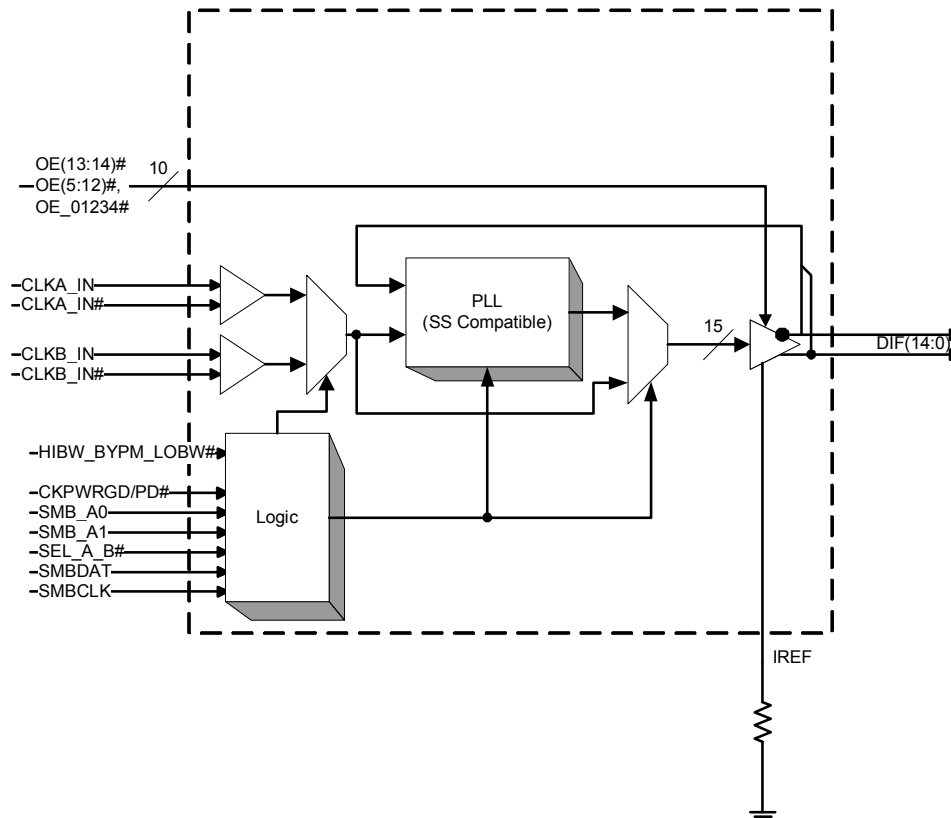 OE(13:14)#
10
OE(5:12)#,
OE_01234#
CLKA_IN
CLKA_IN#
PLL
(SS Compatible)
15
DIF(14:0)
CLKB_IN
CLKB_IN#
HIBW_BYPM_LOBW#
CKPWRGD/PD#
SMB_A0
Logic
SMB_A1
SEL_A_B#
SMBDAT
SMBCLK
IREF